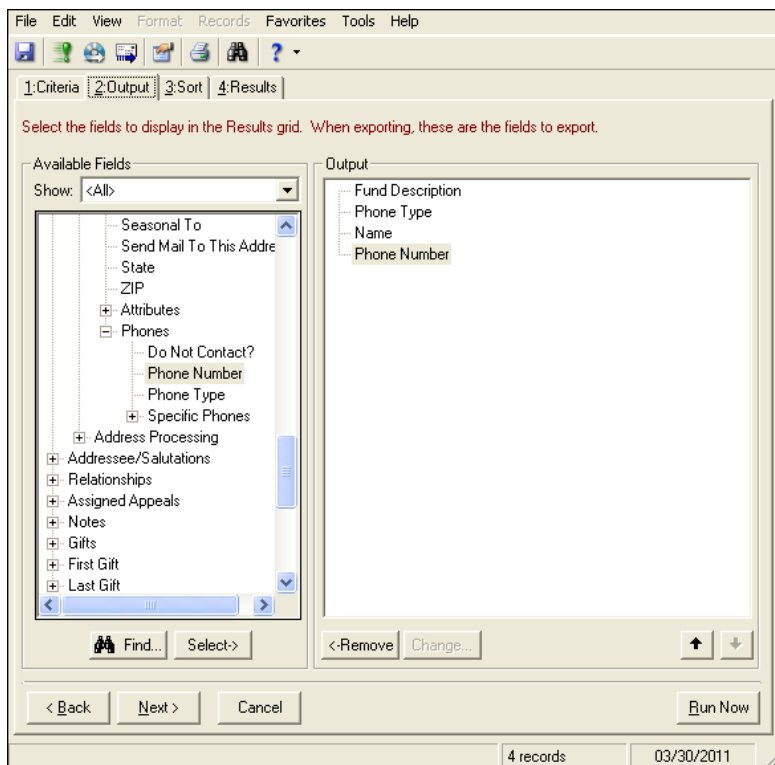 File Edit View Format Records Favorites Tools Help
1:Criteria 2:Output 3:Sort 4:Results
Select the fields to display in the Results grid. When exporting, these are the fields to export.
Available Fields
Show: <All>
Seasonal To
Send Mail To This Addre
State
ZIP
Attributes
Phones
Do Not Contact?
Phone Number
Phone Type
Specific Phones
Address Processing
Addressee/Salutations
Relationships
Assigned Appeals
Notes
Gifts
First Gift
Last Gift
Find... Select->
Output
Fund Description
Phone Type
Name
Phone Number
<-Remove Change...
< Back Next > Cancel Run Now
4 records 03/30/2011